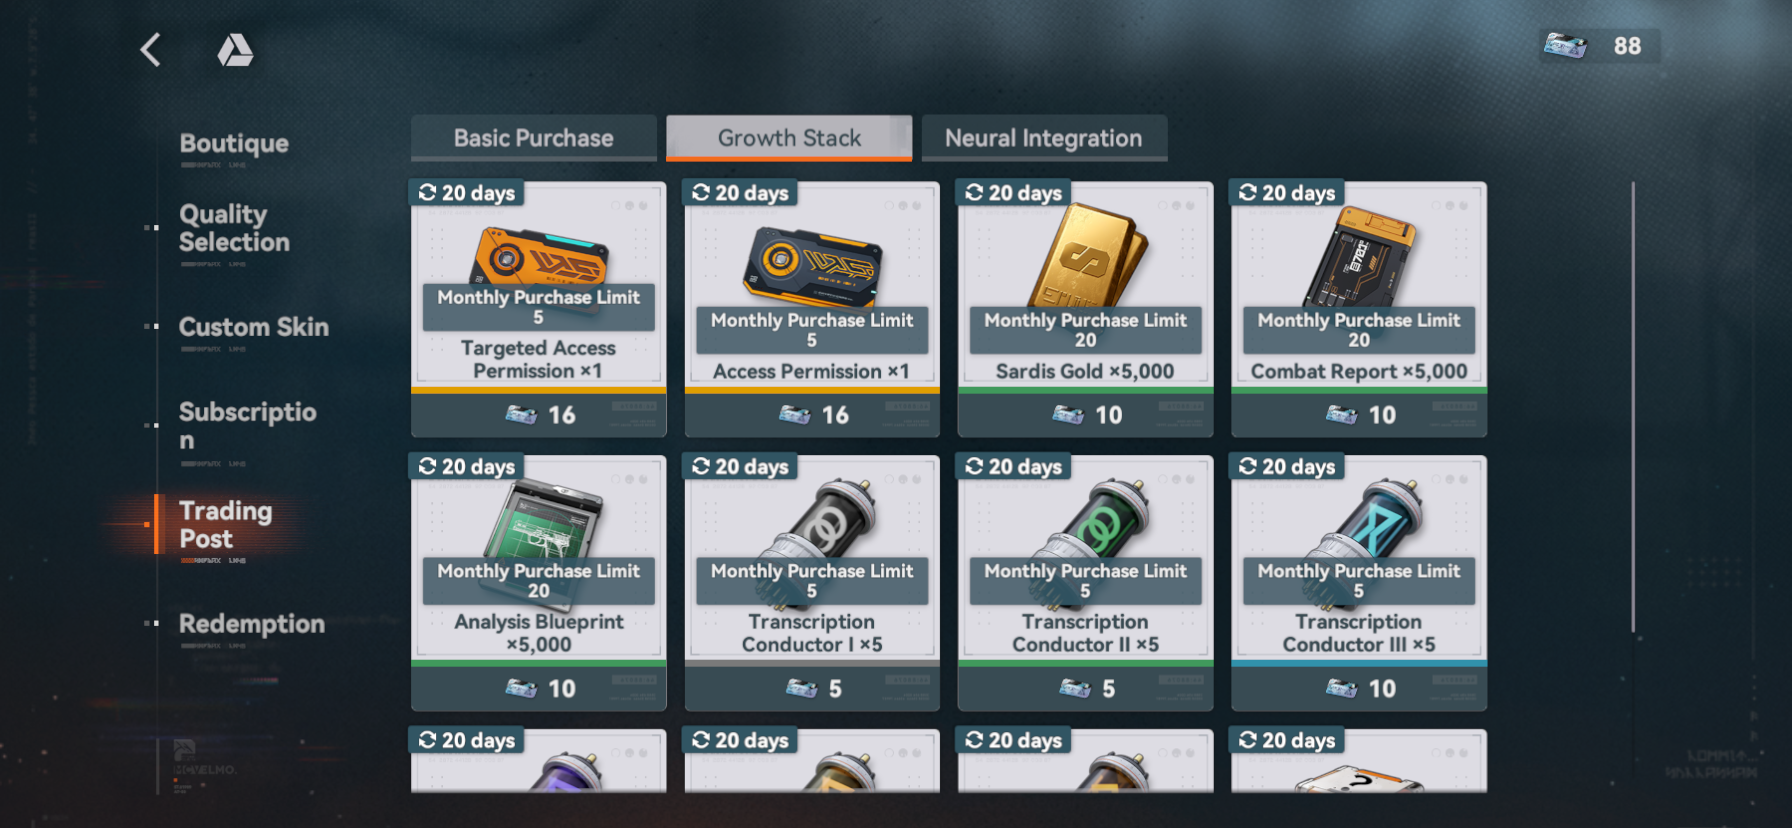 88
Boutique
Quality
Selection
Custom Skin
Subscriptio
n
Trading
Post
Redemption
Basic Purchase
Growth Stack
Neural Integration
20 days
Monthly Purchase Limit
5
Targeted Access
Permission ×1
16
20 days
Monthly Purchase Limit
5
Access Permission ×1
16
20 days
Monthly Purchase Limit
20
Sardis Gold ×5,000
10
20 days
Monthly Purchase Limit
20
Combat Report ×5,000
10
20 days
Monthly Purchase Limit
20
Analysis Blueprint
×5,000
10
20 days
Monthly Purchase Limit
5
Transcription
Conductor I ×5
5
20 days
Monthly Purchase Limit
5
Transcription
Conductor II ×5
5
20 days
Monthly Purchase Limit
5
Transcription
Conductor III ×5
10
20 days
20 days
20 days
20 days